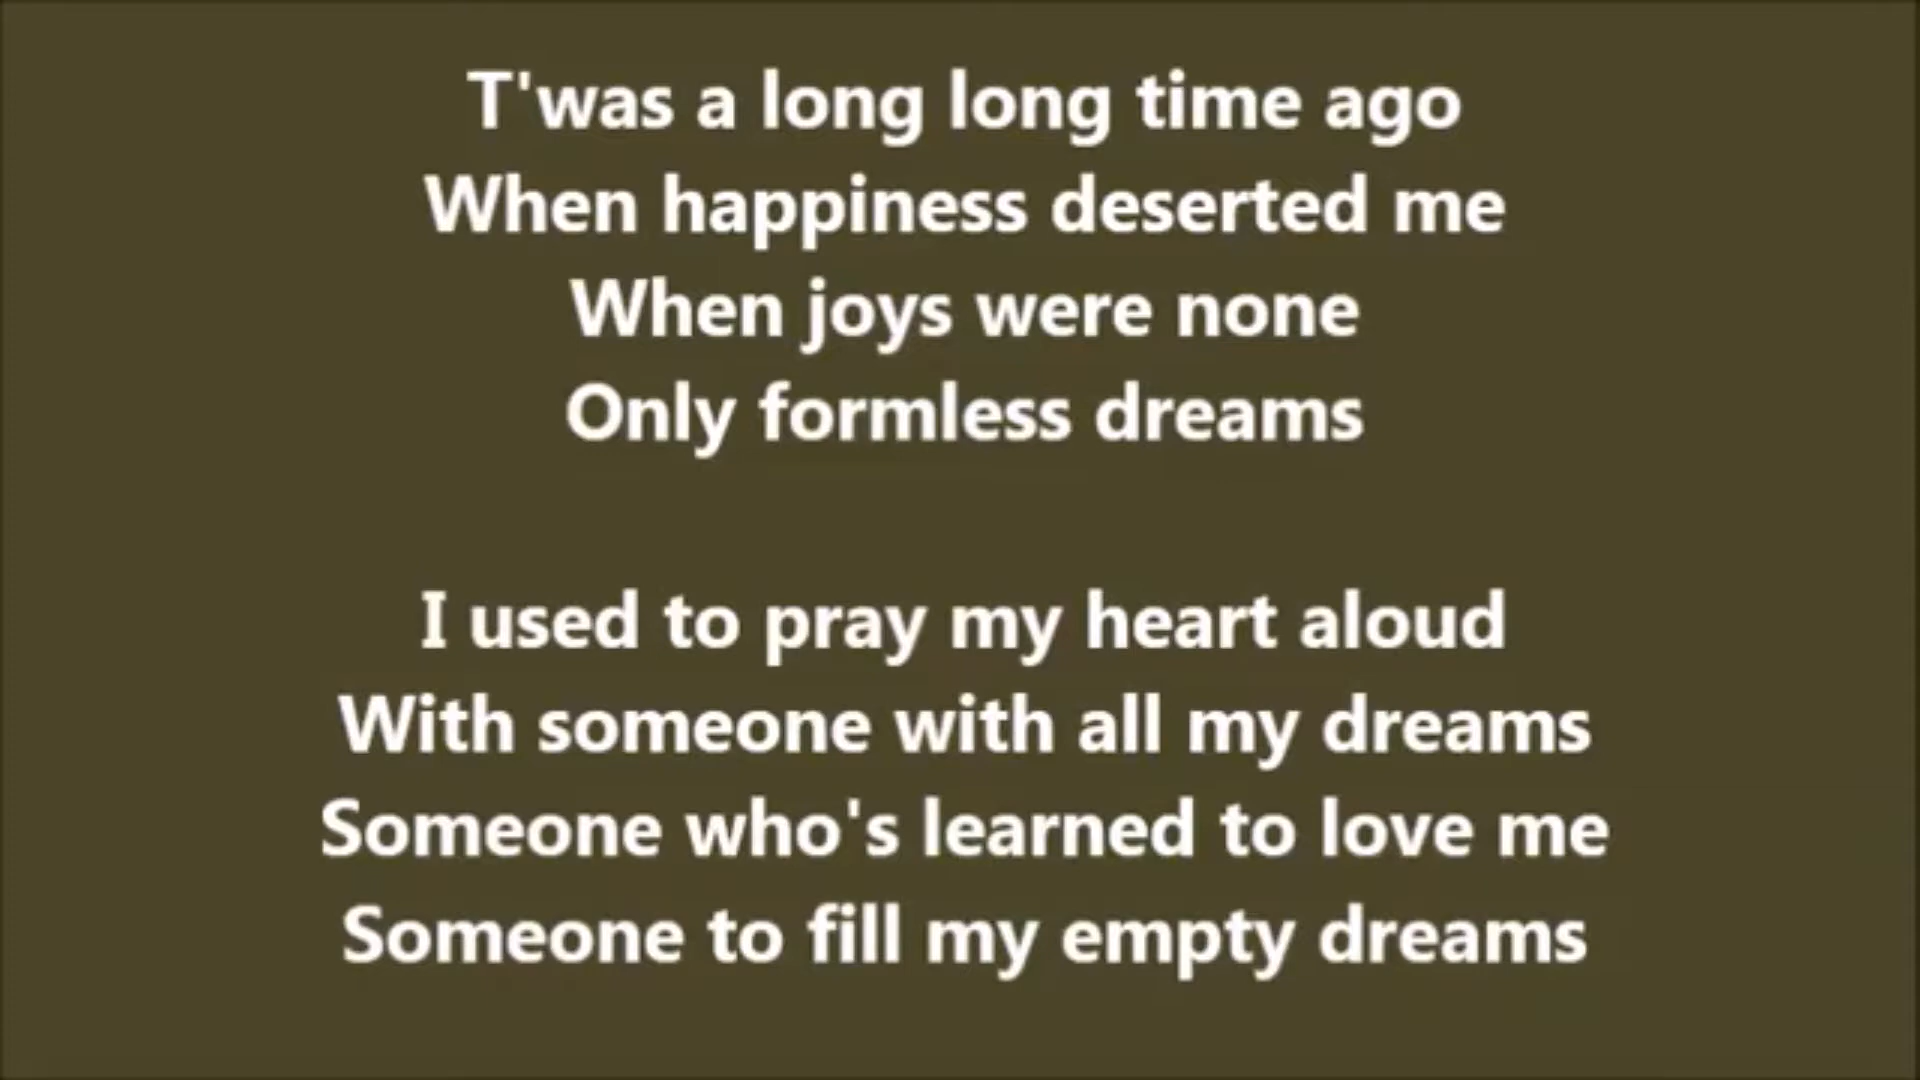 T'was a long long time ago
When happiness deserted me
When joys were none
Only formless dreams
I used to pray my heart aloud
With someone with all my dreams
Someone who's learned to love me
Someone to fill my empty dreams